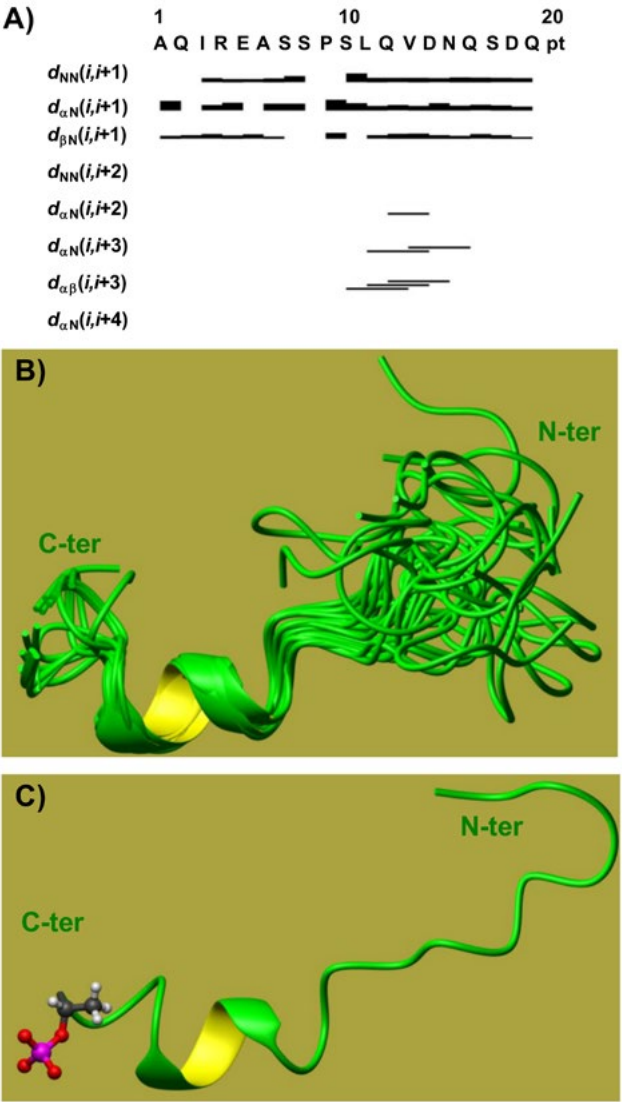 A)
1 10 20
A Q I R E A S S P S L Q V D N Q S D Q pt
dNN(i,i+1)
dαN(i,i+1)
dβN(i,i+1)
dNN(i,i+2)
dαN(i,i+2)
dαN(i,i+3)
dαβ(i,i+3)
dαN(i,i+4)
B)
N-ter
C-ter
C)
N-ter
C-ter